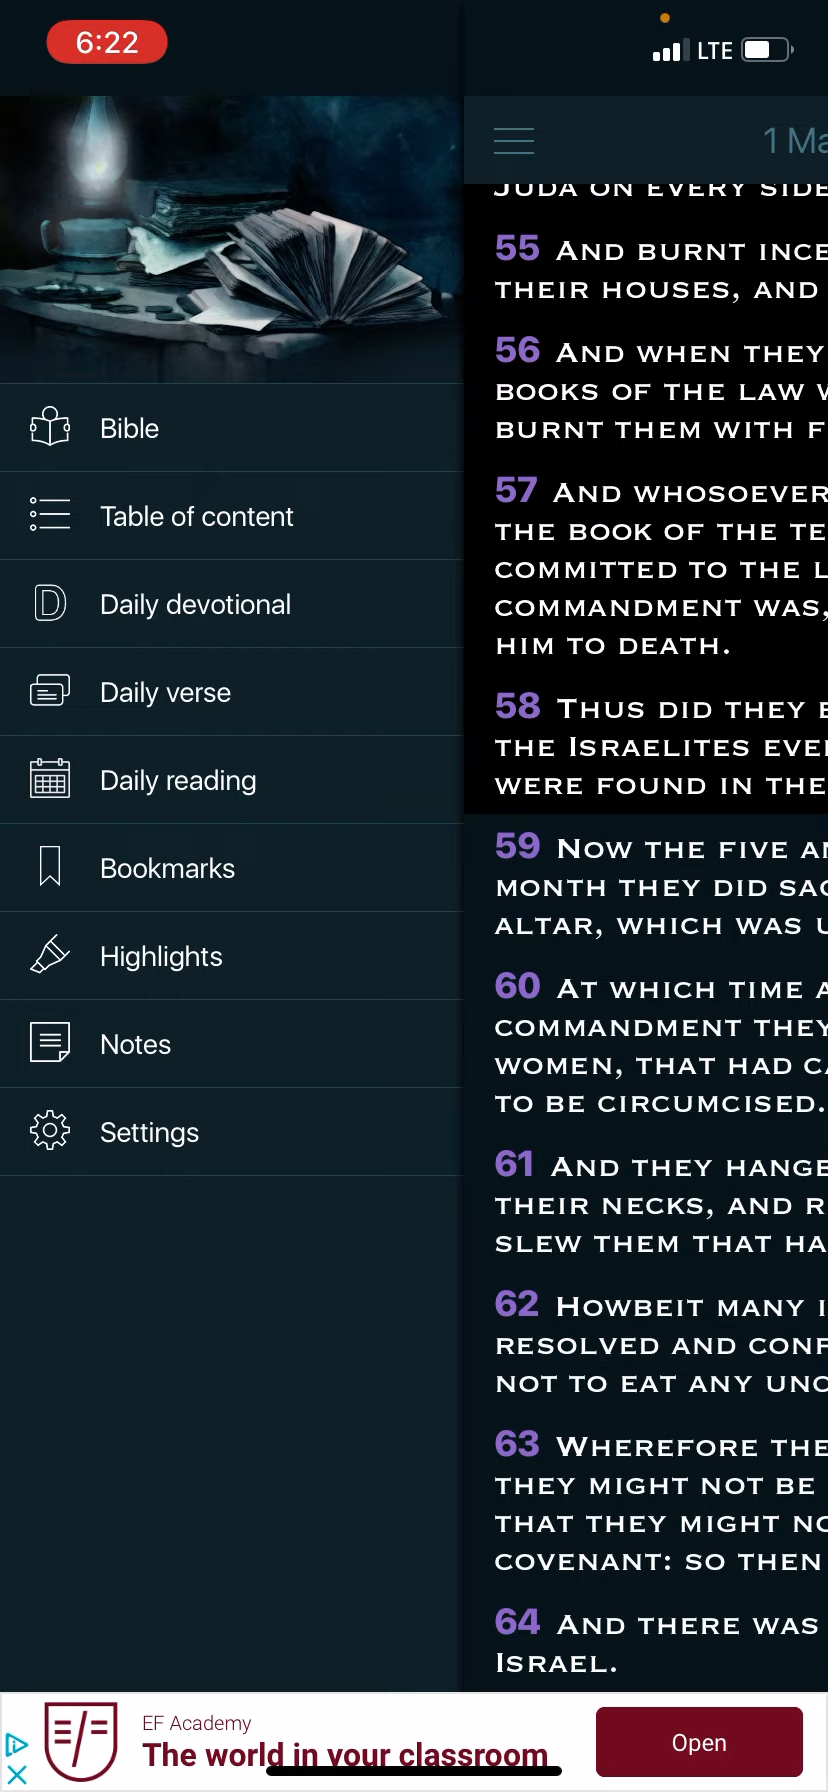 6:22
LTE
1 Ma
Bible
Table of content
Daily devotional
Daily verse
Daily reading
Bookmarks
Highlights
Notes
Settings
JUDA ON EVERY SIDE
55 AND BURNT INCE
THEIR HOUSES, AND
56 AND WHEN THEY
BOOKS OF THE LAW W
BURNT THEM WITH F
57 AND WHOSOEVER
THE BOOK OF THE TE
COMMITTED TO THE L
COMMANDMENT WAS,
HIM TO DEATH.
58 THUS DID THEY B
THE ISRAELITES EVE
WERE FOUND IN THE
59 NOW THE FIVE AN
MONTH THEY DID SAC
ALTAR, WHICH WAS U
60 AT WHICH TIME A
COMMANDMENT THEY
WOMEN, THAT HAD CA
TO BE CIRCUMCISED.
61 AND THEY HANGE
THEIR NECKS, AND R
SLEW THEM THAT HA
62 HOWBEIT MANY I
RESOLVED AND CONF
NOT TO EAT ANY UNC
63 WHEREFORE THE
THEY MIGHT NOT BE
THAT THEY MIGHT NO
COVENANT: SO THEN
64 AND THERE WAS
ISRAEL.
EF Academy
The world in your classroom
Open